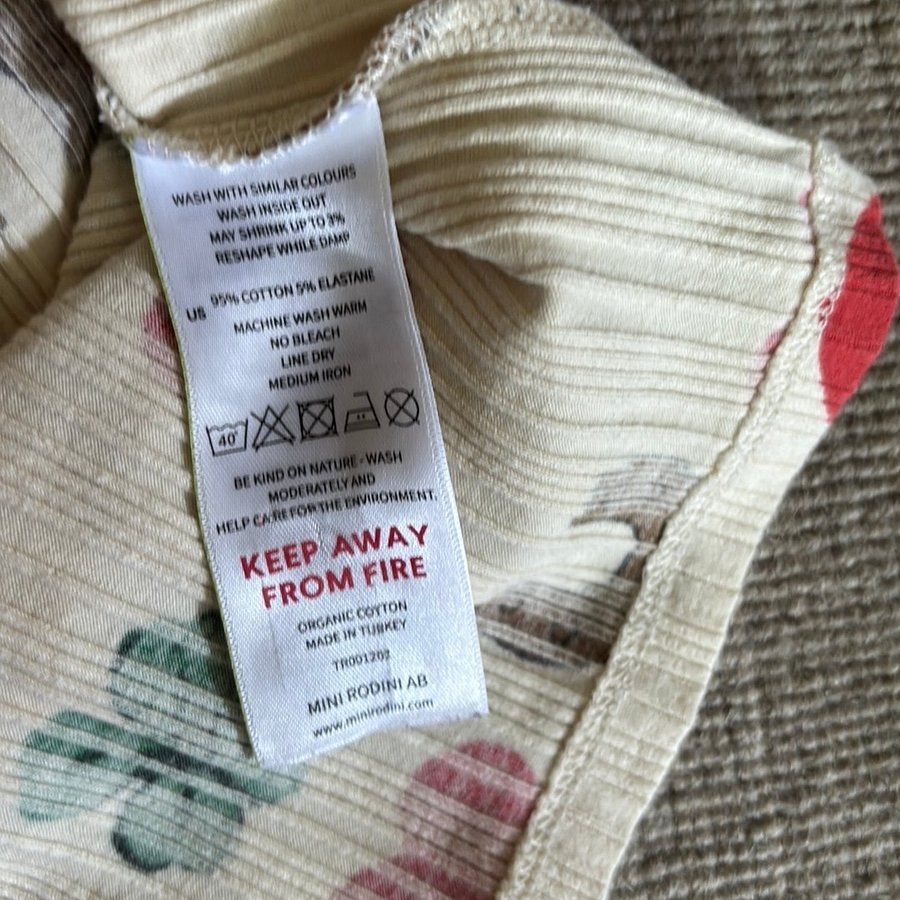 WASH WITH SIMILAR COLOURS
WASH INSIDE OUT
MAY SHRINK UP TO 3%
RESHAPE WHILE DAMP
US 95% COTTON 5% ELASTANE
MACHINE WASH WARM
NO BLEACH
LINE DRY
MEDIUM IRON
40°
BE KIND ON NATURE - WASH
MODERATELY AND
HELP CARE FOR THE ENVIRONMENT.
KEEP AWAY
FROM FIRE
ORGANIC COTTON
MADE IN TURKEY
TR001202
MINI RODINI AB
www.minirodini.com